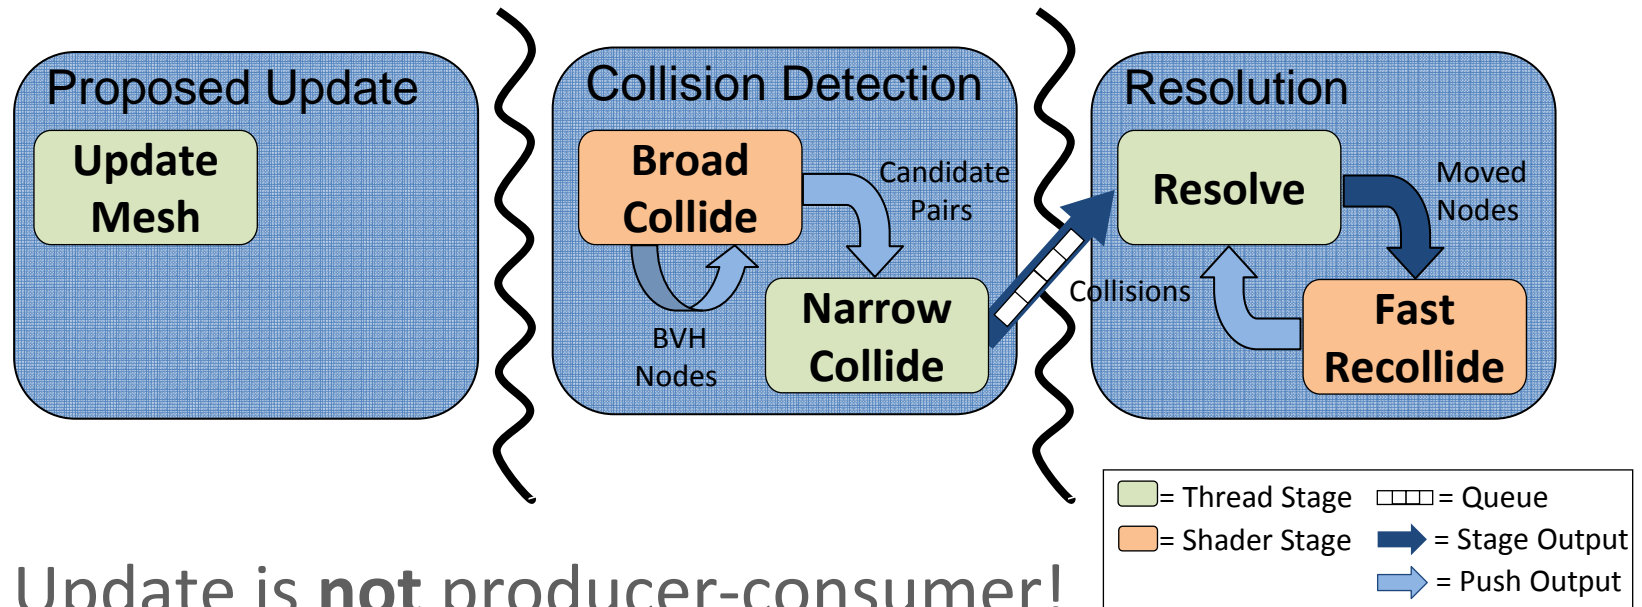 Proposed Update
Update
Mesh
Collision Detection
Broad
Collide
Candidate
Pairs
BVH
Nodes
Narrow
Collide
Collisions
Resolution
Resolve
Moved
Nodes
Fast
Recollide
= Thread Stage
= Shader Stage
= Queue
= Stage Output
= Push Output
Update is not producer-consumer!